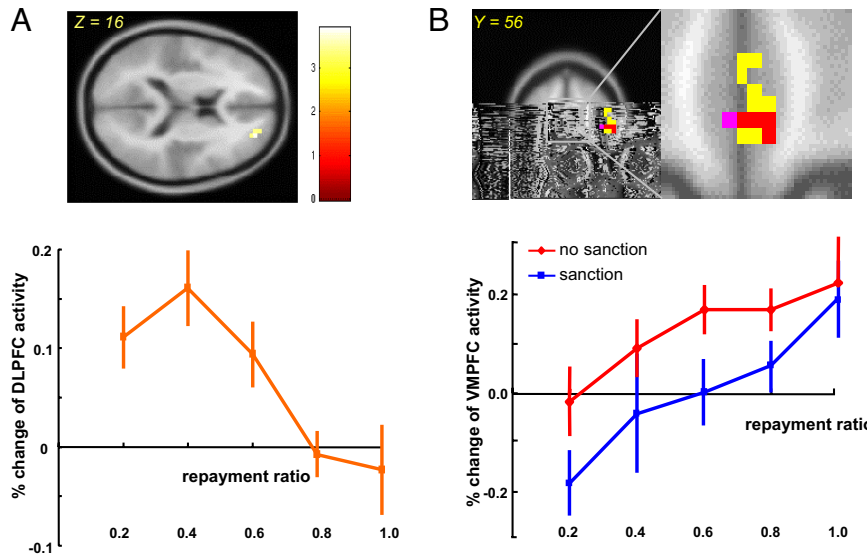 A
Z = 16
3
2
1
0
B
Y = 56
0.2
0.1
0
-0.1
% change of DLPFC activity
repayment ratio
0.2 0.4 0.6 0.8 1.0
no sanction
sanction
0.2
0.0
-0.2
% change of VMPFC activity
repayment ratio
0.2 0.4 0.6 0.8 1.0